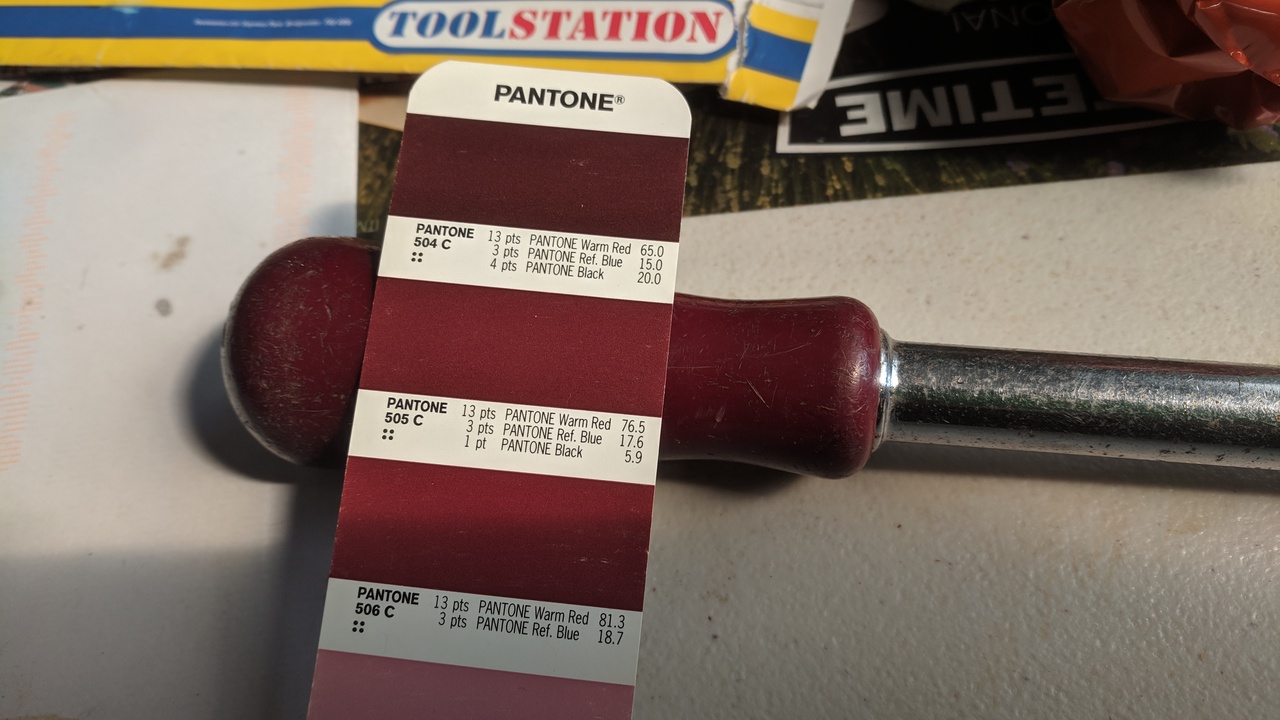 TOOLSTATION
ONAL
ETIME
PANTONE®
PANTONE 13 pts PANTONE Warm Red 65.0
504 C 3 pts PANTONE Ref. Blue 15.0
4 pts PANTONE Black 20.0
PANTONE 13 pts PANTONE Warm Red 76.5
505 C 3 pts PANTONE Ref. Blue 17.6
1 pt PANTONE Black 5.9
PANTONE 13 pts PANTONE Warm Red 81.3
506 C 3 pts PANTONE Ref. Blue 18.7